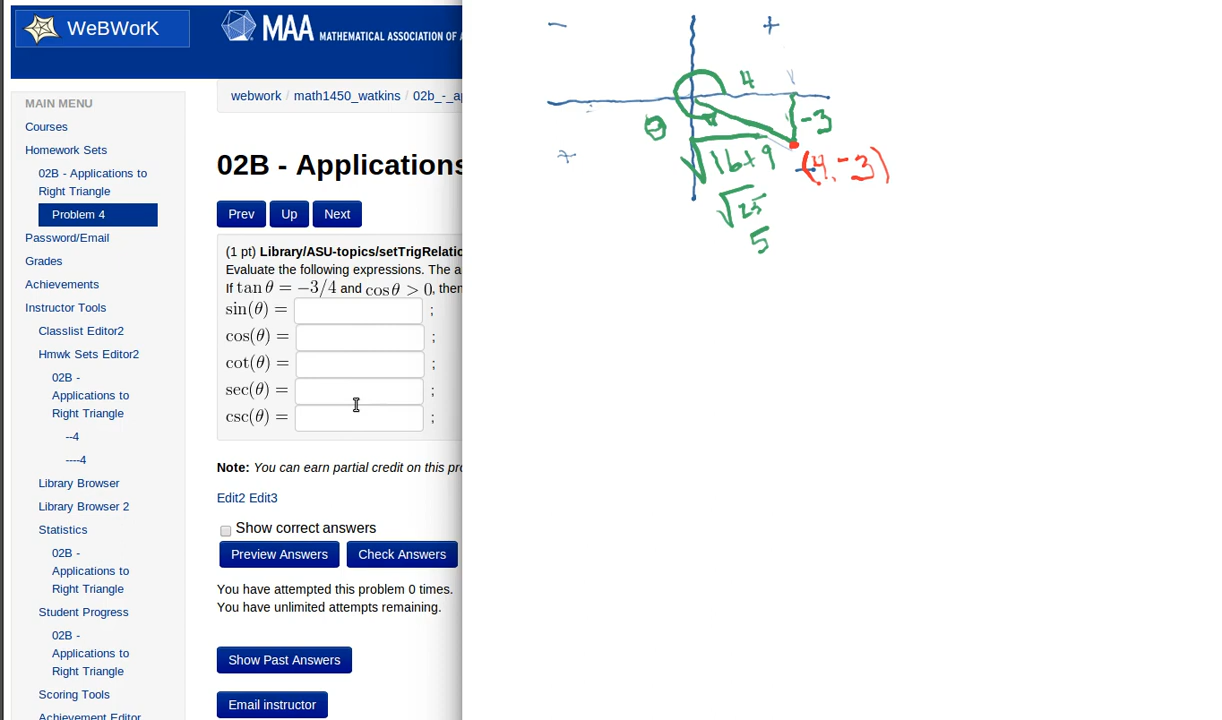 WeBWorK
MAA MATHEMATICAL ASSOCIATION OF A
MAIN MENU
Courses
Homework Sets
02B - Applications to
Right Triangle
Problem 4
Password/Email
Grades
Achievements
Instructor Tools
Classlist Editor2
Hmwk Sets Editor2
02B -
Applications to
Right Triangle
--4
----4
Library Browser
Library Browser 2
Statistics
02B -
Applications to
Right Triangle
Student Progress
02B -
Applications to
Right Triangle
Scoring Tools
Achievement Editor
webwork / math1450_watkins / 02b_-_ap
02B - Applications
Prev Up Next
(1 pt) Library/ASU-topics/setTrigRelatio
Evaluate the following expressions. The a
If tan θ = −3/4 and cos θ > 0, then
sin(θ) = ;
cos(θ) = ;
cot(θ) = ;
sec(θ) = ;
csc(θ) = ;
Note: You can earn partial credit on this pro
Edit2 Edit3
Show correct answers
Preview Answers Check Answers
You have attempted this problem 0 times.
You have unlimited attempts remaining.
Show Past Answers
Email instructor
− +
4
−3
θ
+
(4, −3)
√16+9
√25
5